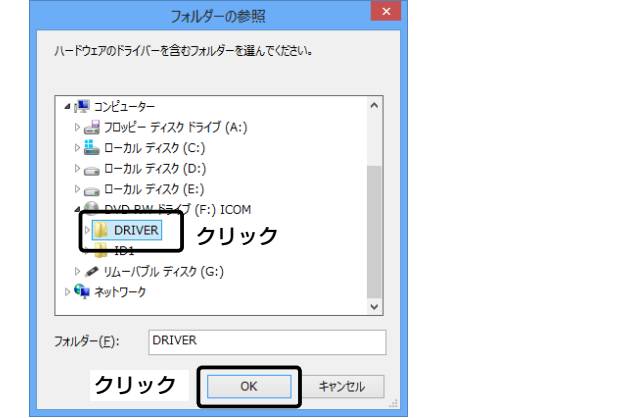 フォルダーの参照
ハードウェアのドライバーを含むフォルダーを選んでください。
コンピューター
フロッピー ディスク ドライブ (A:)
ローカル ディスク (C:)
ローカル ディスク (D:)
ローカル ディスク (E:)
DVD RW ドライブ (F:) ICOM
DRIVER
クリック
ID1
リムーバブル ディスク (G:)
ネットワーク
フォルダー(F): DRIVER
クリック OK キャンセル